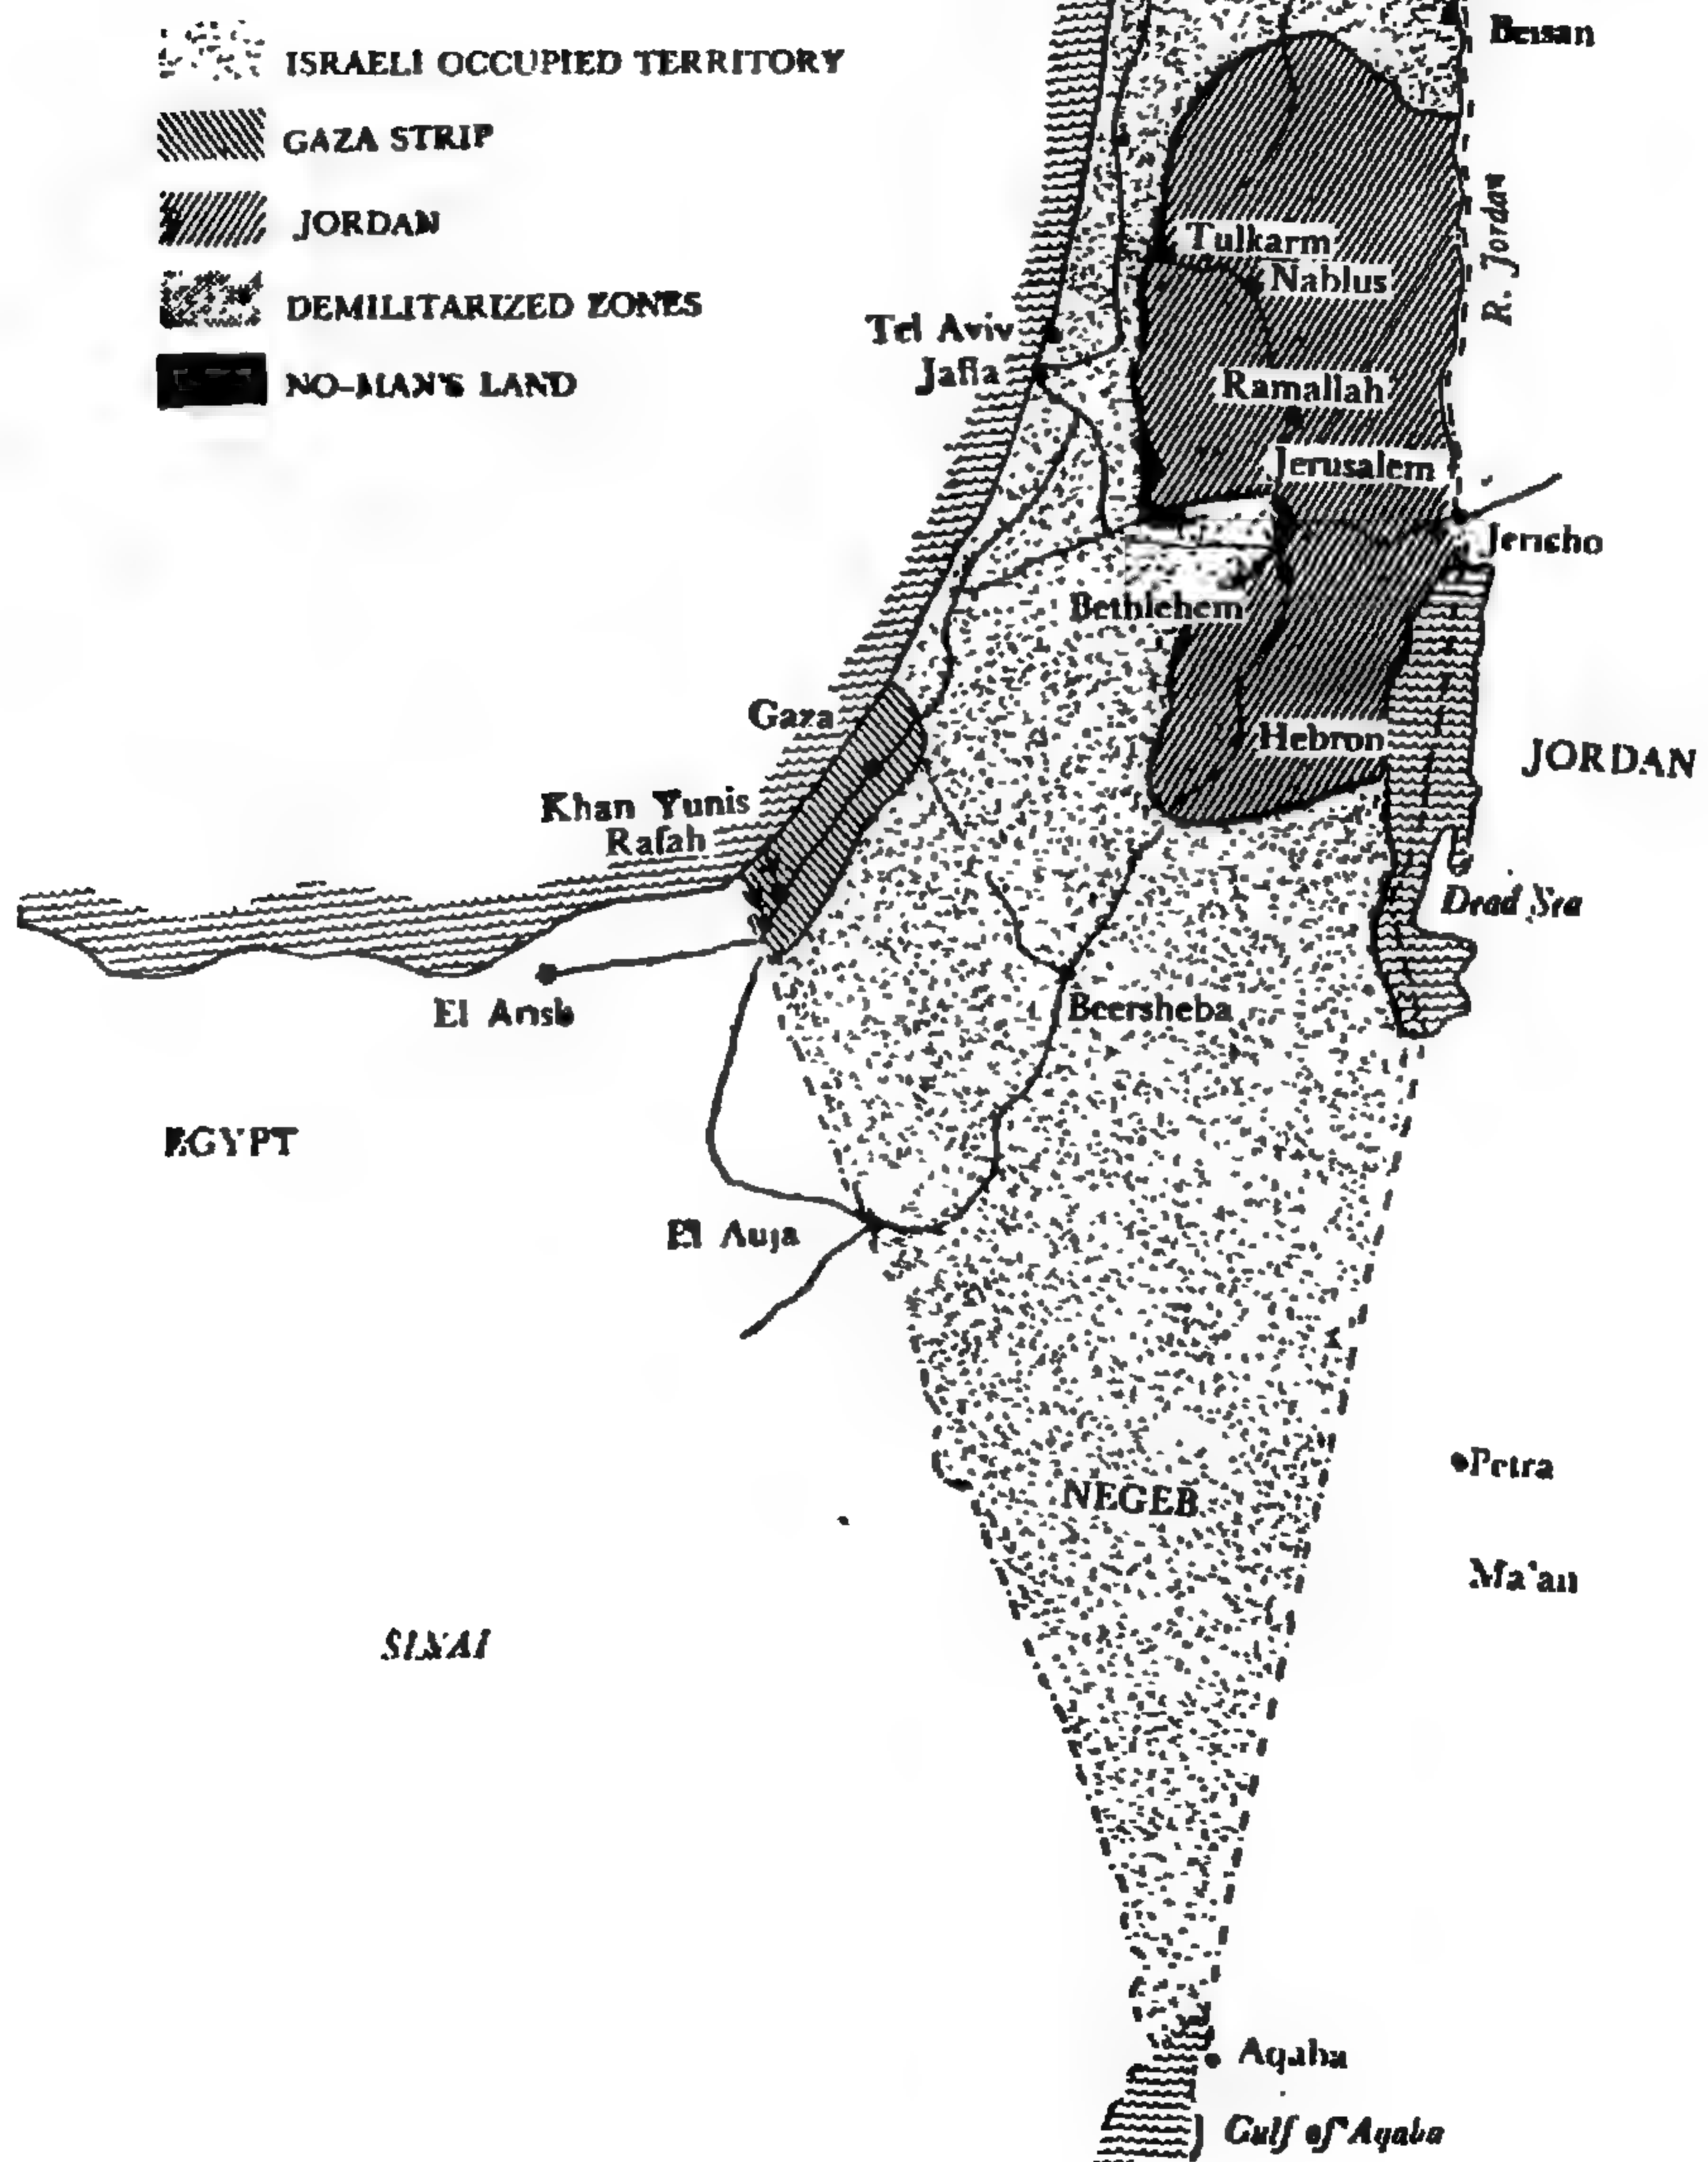 ISRAELI OCCUPIED TERRITORY
GAZA STRIP
JORDAN
DEMILITARIZED ZONES
NO-MAN'S LAND
Beisan
R. Jordan
Tulkarm
Nablus
Tel Aviv
Jaffa
Ramallah
Jerusalem
Jericho
Bethlehem
Gaza
Hebron
JORDAN
Khan Yunis
Rafah
Dead Sea
El Arish
Beersheba
EGYPT
El Auja
Petra
NEGEB
Ma'an
SINAI
Aqaba
Gulf of Aqaba